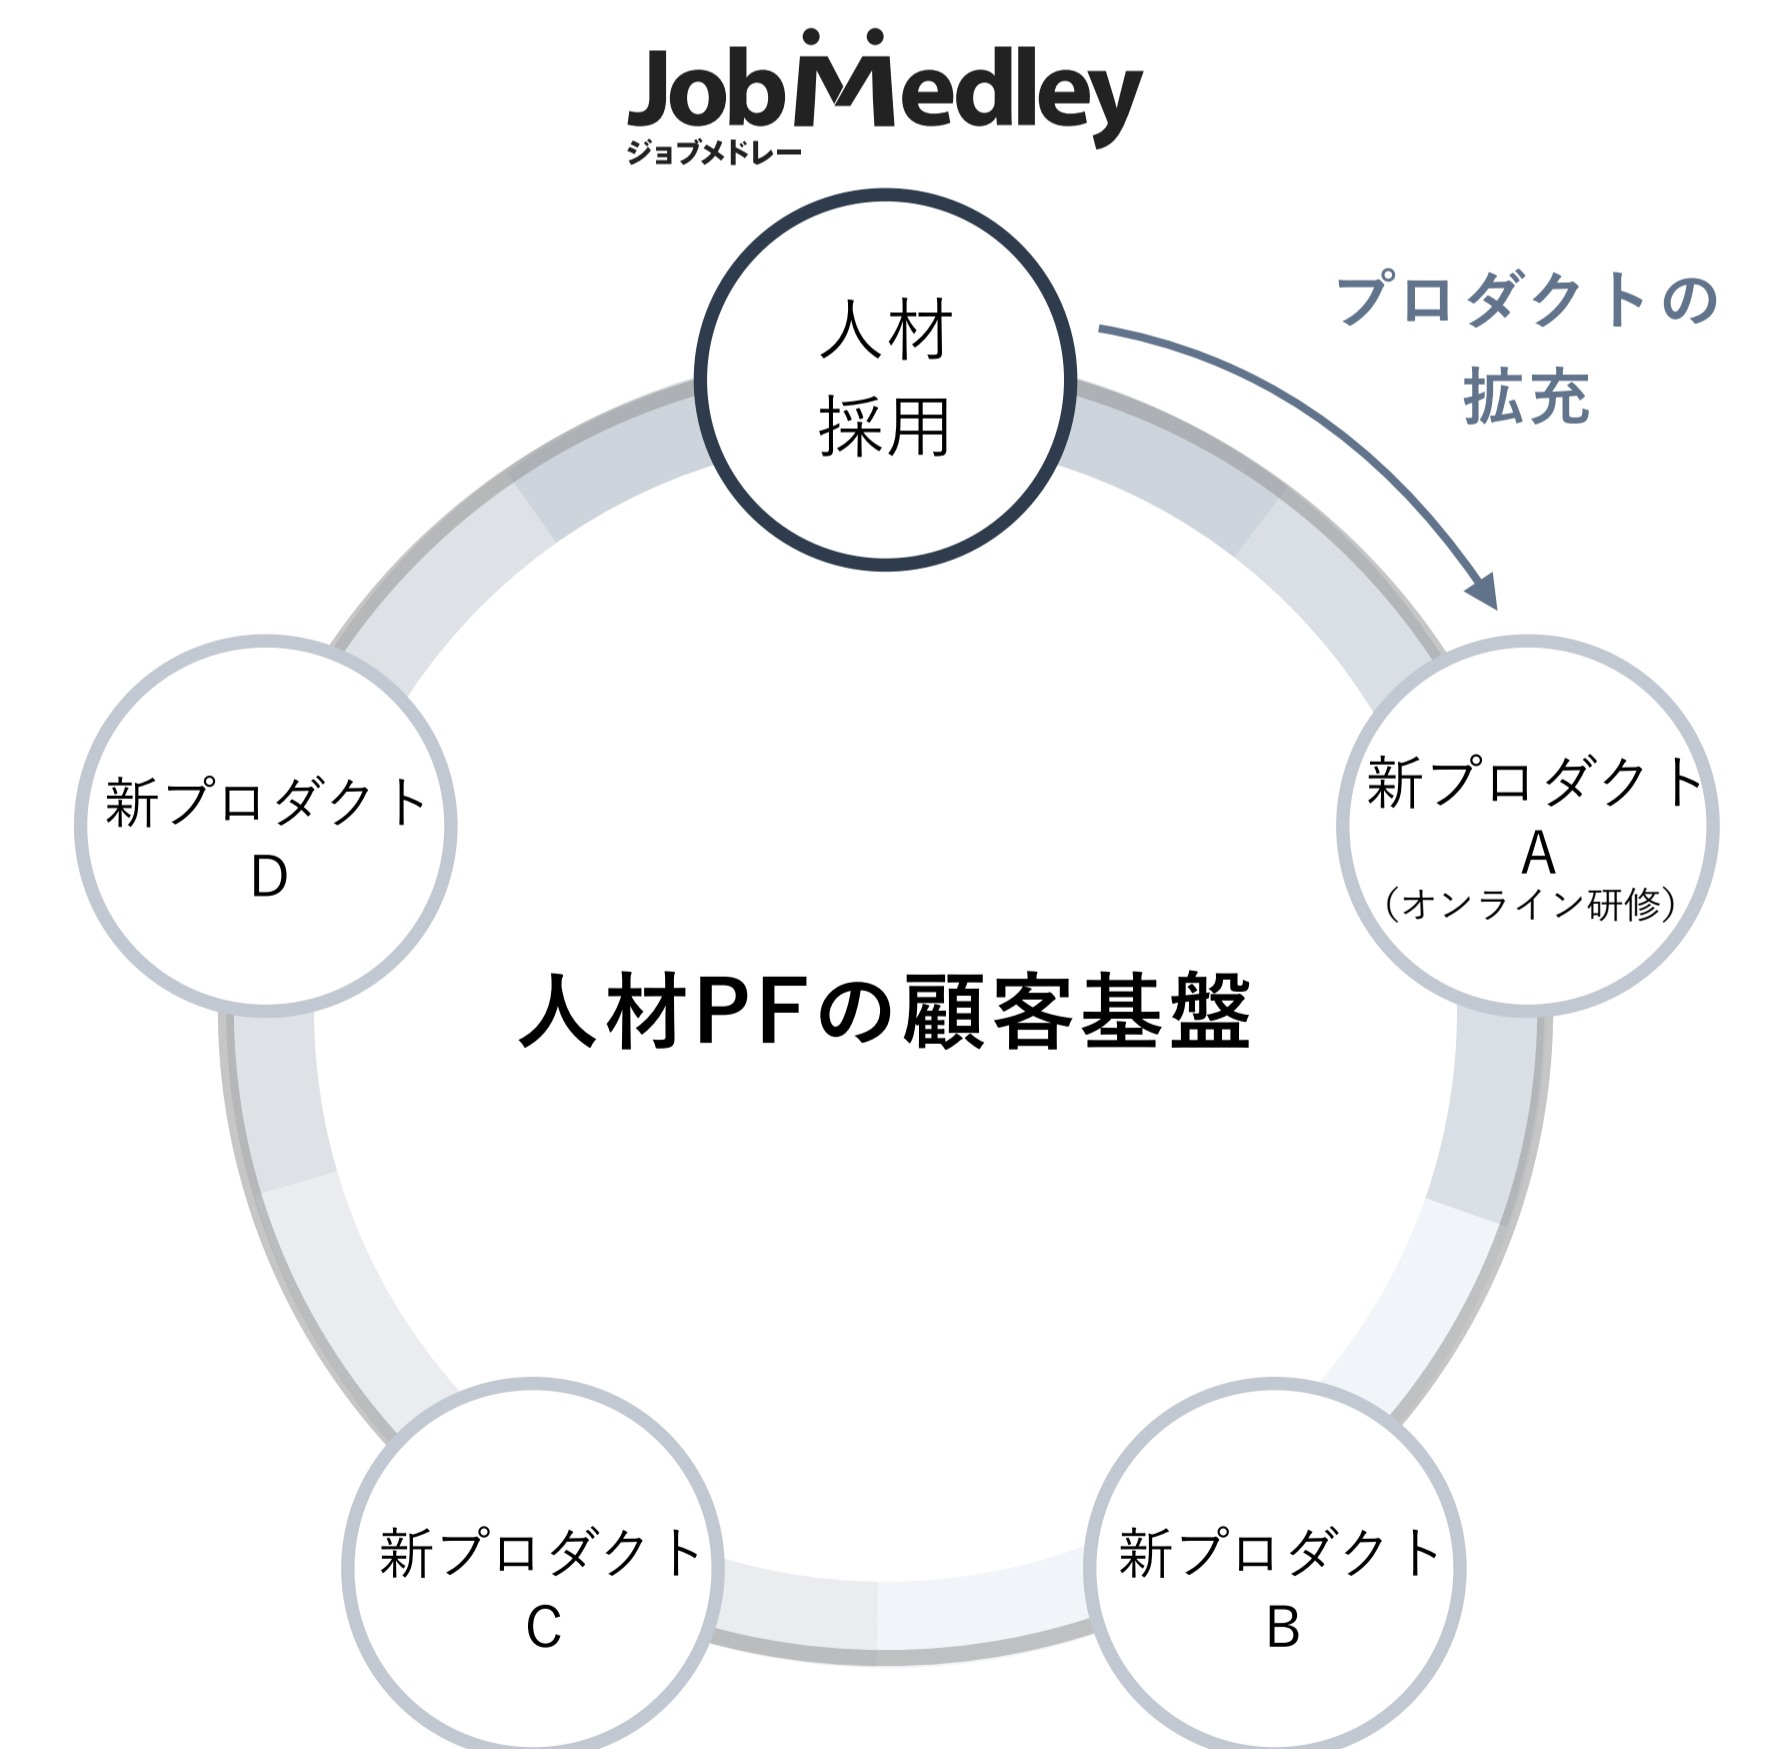 JobMedley
ジョブメドレー
人材
採用
プロダクトの
拡充
新プロダクト
A
（オンライン研修）
新プロダクト
D
人材PFの顧客基盤
新プロダクト
C
新プロダクト
B